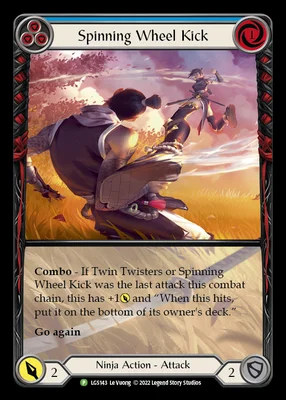 Spinning Wheel Kick
Combo - If Twin Twisters or Spinning
Wheel Kick was the last attack this combat
chain, this has +1 and “When this hits,
put it on the bottom of its owner's deck.”
Go again
2 Ninja Action - Attack 2
P LGS143 Le Vuong © 2022 Legend Story Studios